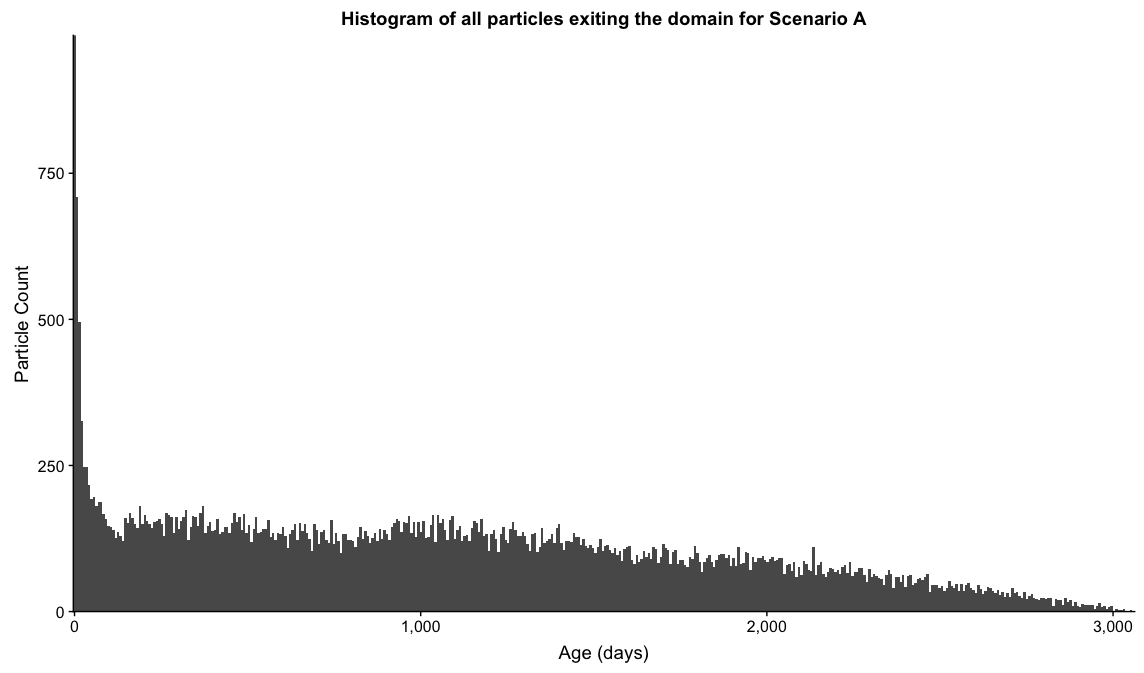 Histogram of all particles exiting the domain for Scenario A
Particle Count
750
500
250
0
0 1,000 2,000 3,000
Age (days)